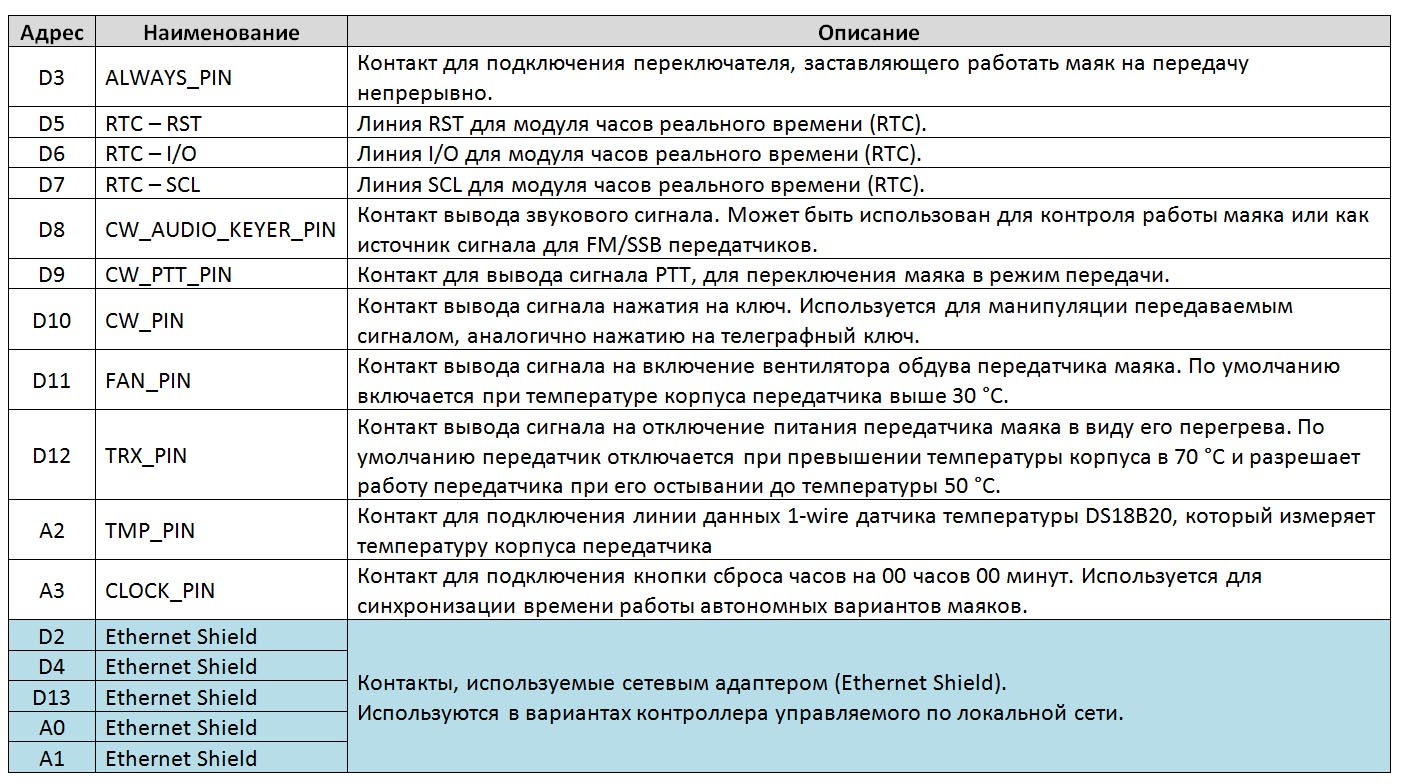 Адрес Наименование Описание
D3 ALWAYS_PIN Контакт для подключения переключателя, заставляющего работать маяк на передачу
непрерывно.
D5 RTC – RST Линия RST для модуля часов реального времени (RTC).
D6 RTC – I/O Линия I/O для модуля часов реального времени (RTC).
D7 RTC – SCL Линия SCL для модуля часов реального времени (RTC).
D8 CW_AUDIO_KEYER_PIN Контакт вывода звукового сигнала. Может быть использован для контроля работы маяка или как
источник сигнала для FM/SSB передатчиков.
D9 CW_PTT_PIN Контакт для вывода сигнала PTT, для переключения маяка в режим передачи.
D10 CW_PIN Контакт вывода сигнала нажатия на ключ. Используется для манипуляции передаваемым
сигналом, аналогично нажатию на телеграфный ключ.
D11 FAN_PIN Контакт вывода сигнала на включение вентилятора обдува передатчика маяка. По умолчанию
включается при температуре корпуса передатчика выше 30 °C.
D12 TRX_PIN Контакт вывода сигнала на отключение питания передатчика маяка в виду его перегрева. По
умолчанию передатчик отключается при превышении температуры корпуса в 70 °C и разрешает
работу передатчика при его остывании до температуры 50 °C.
A2 TMP_PIN Контакт для подключения линии данных 1-wire датчика температуры DS18B20, который измеряет
температуру корпуса передатчика
A3 CLOCK_PIN Контакт для подключения кнопки сброса часов на 00 часов 00 минут. Используется для
синхронизации времени работы автономных вариантов маяков.
D2 Ethernet Shield
D4 Ethernet Shield
D13 Ethernet Shield
A0 Ethernet Shield
A1 Ethernet Shield
Контакты, используемые сетевым адаптером (Ethernet Shield).
Используются в вариантах контроллера управляемого по локальной сети.